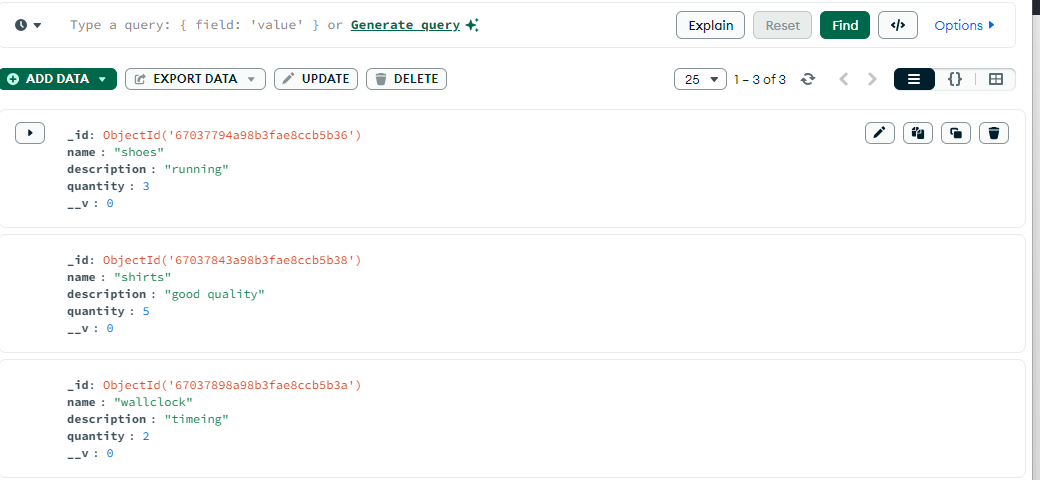 Type a query: { field: 'value' } or Generate query
Explain Reset Find </> Options
ADD DATA EXPORT DATA UPDATE DELETE
25 1 – 3 of 3 {}
_id: ObjectId('67037794a98b3fae8ccb5b36')
name : "shoes"
description : "running"
quantity : 3
__v : 0
_id: ObjectId('67037843a98b3fae8ccb5b38')
name : "shirts"
description : "good quality"
quantity : 5
__v : 0
_id: ObjectId('67037898a98b3fae8ccb5b3a')
name : "wallclock"
description : "timeing"
quantity : 2
__v : 0